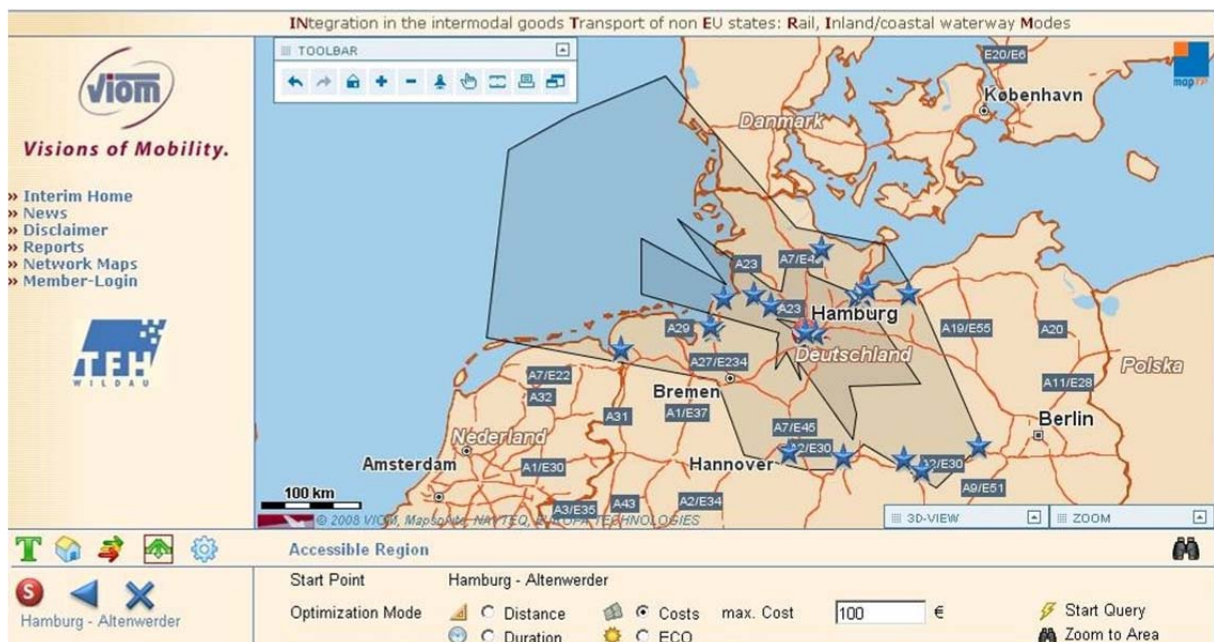 INtegration in the intermodal goods Transport of non EU states: Rail, Inland/coastal waterway Modes
viom
Visions of Mobility.
» Interim Home
» News
» Disclaimer
» Reports
» Network Maps
» Member-Login
TFH
WILDAU
TOOLBAR
E20/E6
mapTP
København
Danmark
A23
A7/E45
A23
Hamburg
A29
A19/E55
A20
Deutschland
A27/E234
Polska
A7/E22
A32
Bremen
A11/E28
A31
A1/E37
A7/E45
Berlin
Nederland
A2/E30
Amsterdam
A1/E30
Hannover
A2/E30
A9/E51
100 km
A3/E35
A43
A2/E34
© 2008 VIOM, Mapsolute, NAVTEQ, EUROPA TECHNOLOGIES
3D-VIEW
ZOOM
T
Accessible Region
S
Hamburg - Altenwerder
Start Point
Hamburg - Altenwerder
Optimization Mode
Distance
Costs
max. Cost
100
€
Start Query
Duration
ECO
Zoom to Area